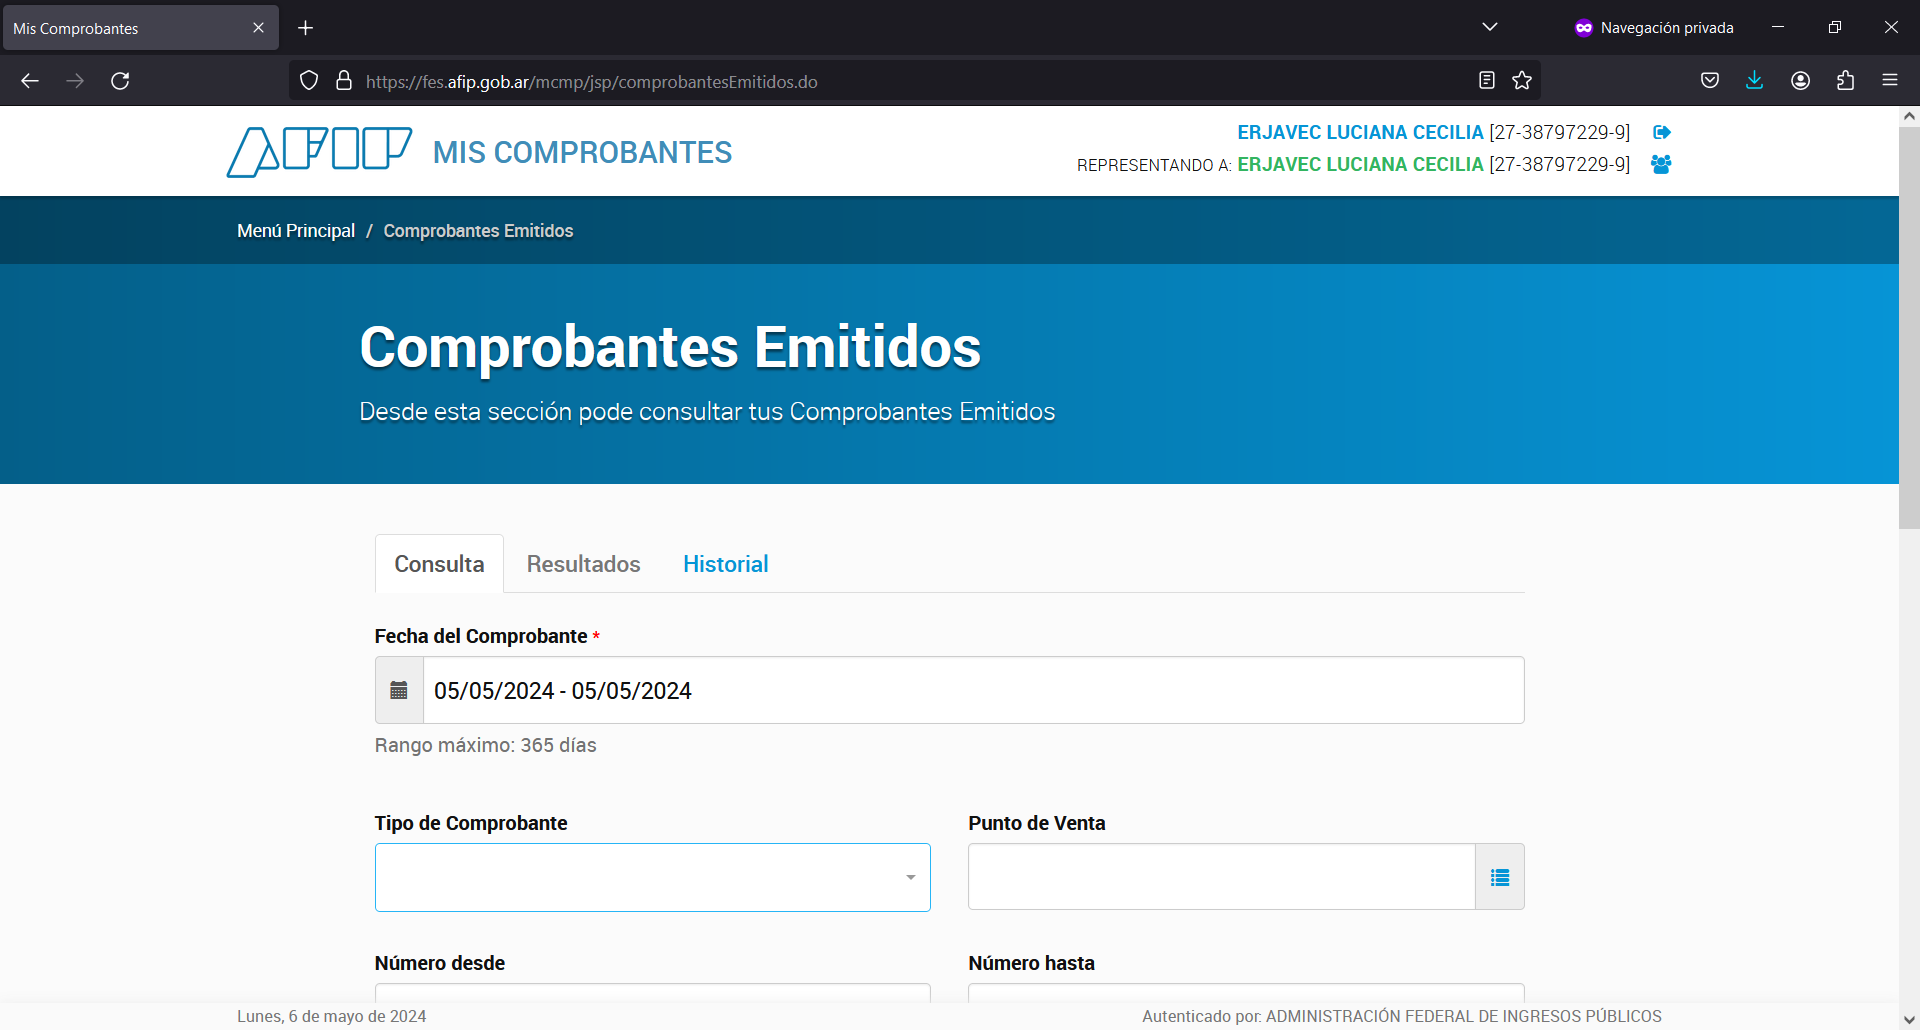 Mis Comprobantes
Navegación privada
https://fes.afip.gob.ar/mcmp/jsp/comprobantesEmitidos.do
AFIP MIS COMPROBANTES
ERJAVEC LUCIANA CECILIA [27-38797229-9]
REPRESENTANDO A: ERJAVEC LUCIANA CECILIA [27-38797229-9]
Menú Principal / Comprobantes Emitidos
Comprobantes Emitidos
Desde esta sección pode consultar tus Comprobantes Emitidos
Consulta Resultados Historial
Fecha del Comprobante *
05/05/2024 - 05/05/2024
Rango máximo: 365 días
Tipo de Comprobante
Punto de Venta
Número desde
Número hasta
Lunes, 6 de mayo de 2024
Autenticado por: ADMINISTRACIÓN FEDERAL DE INGRESOS PÚBLICOS